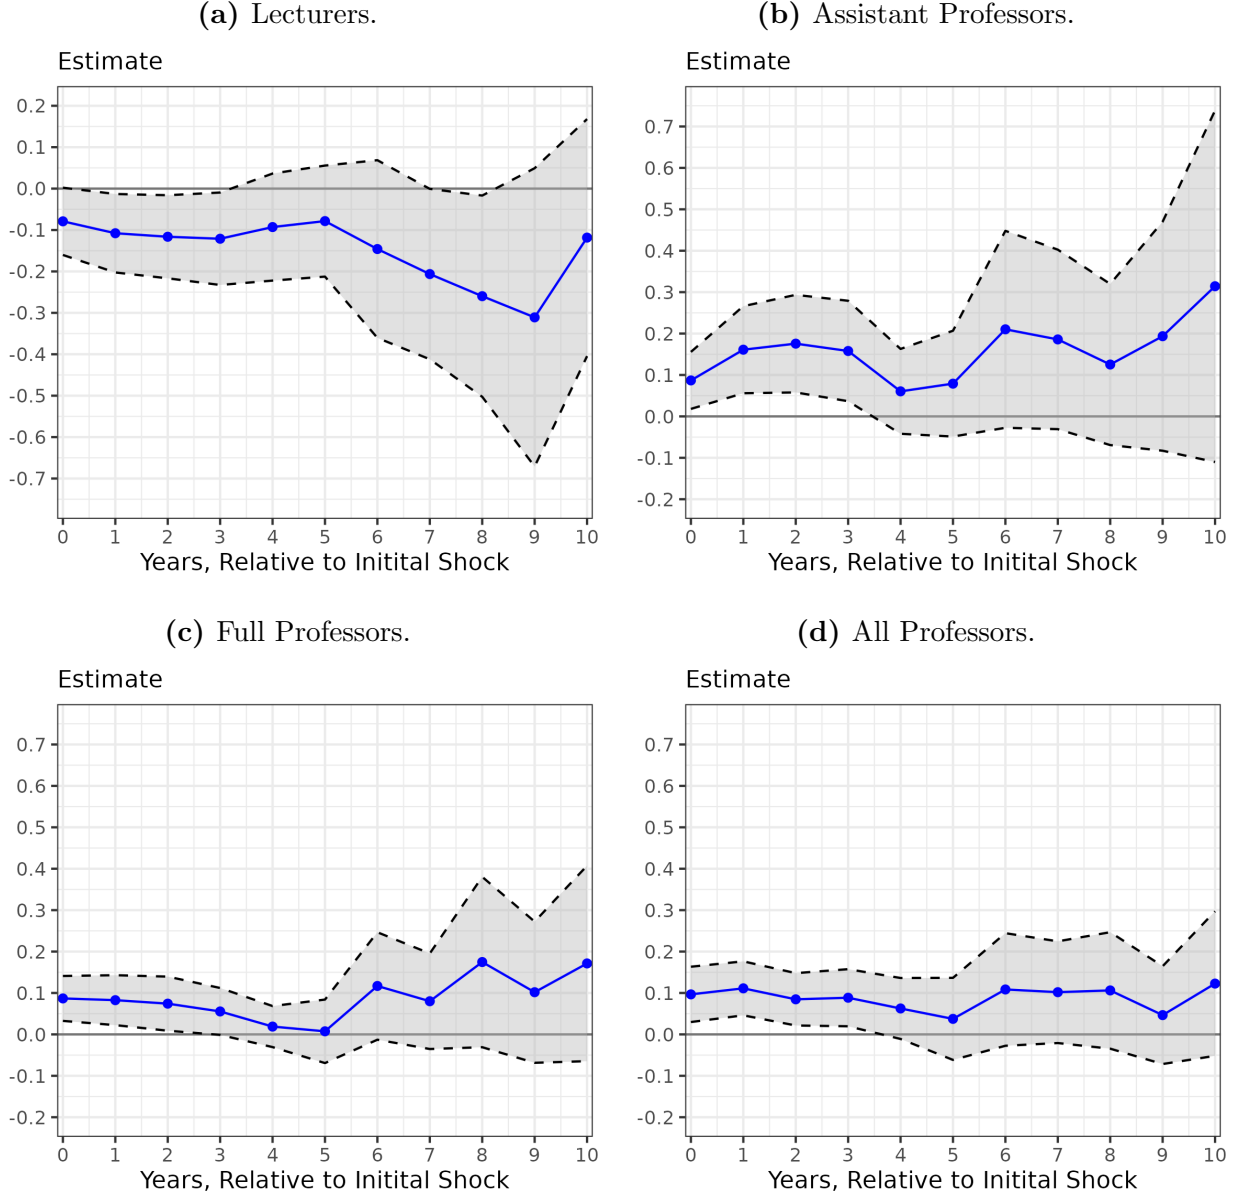 (a) Lecturers.
Estimate
0.2
0.1
0.0
-0.1
-0.2
-0.3
-0.4
-0.5
-0.6
-0.7
0 1 2 3 4 5 6 7 8 9 10
Years, Relative to Initital Shock
(b) Assistant Professors.
Estimate
0.7
0.6
0.5
0.4
0.3
0.2
0.1
0.0
-0.1
-0.2
0 1 2 3 4 5 6 7 8 9 10
Years, Relative to Initital Shock
(c) Full Professors.
Estimate
0.7
0.6
0.5
0.4
0.3
0.2
0.1
0.0
-0.1
-0.2
0 1 2 3 4 5 6 7 8 9 10
Years, Relative to Initital Shock
(d) All Professors.
Estimate
0.7
0.6
0.5
0.4
0.3
0.2
0.1
0.0
-0.1
-0.2
0 1 2 3 4 5 6 7 8 9 10
Years, Relative to Initital Shock